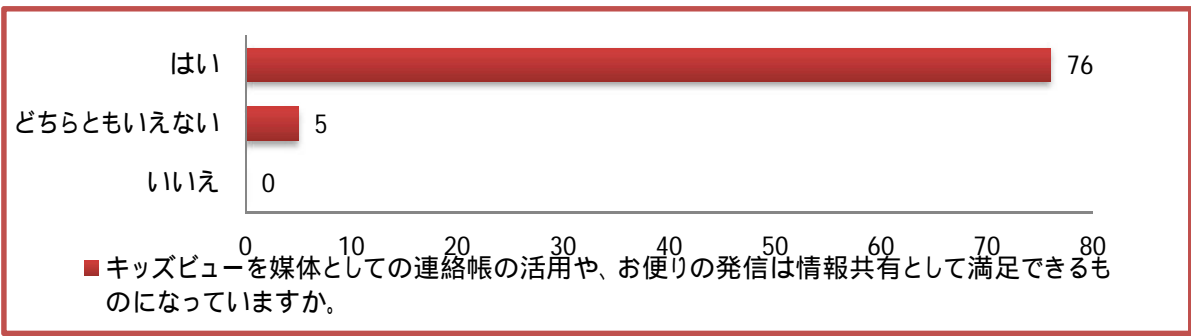 はい 76
どちらともいえない 5
いいえ 0
0 10 20 30 40 50 60 70 80
キッズビューを媒体としての連絡帳の活用や、お便りの発信は情報共有として満足できるも
のになっていますか。